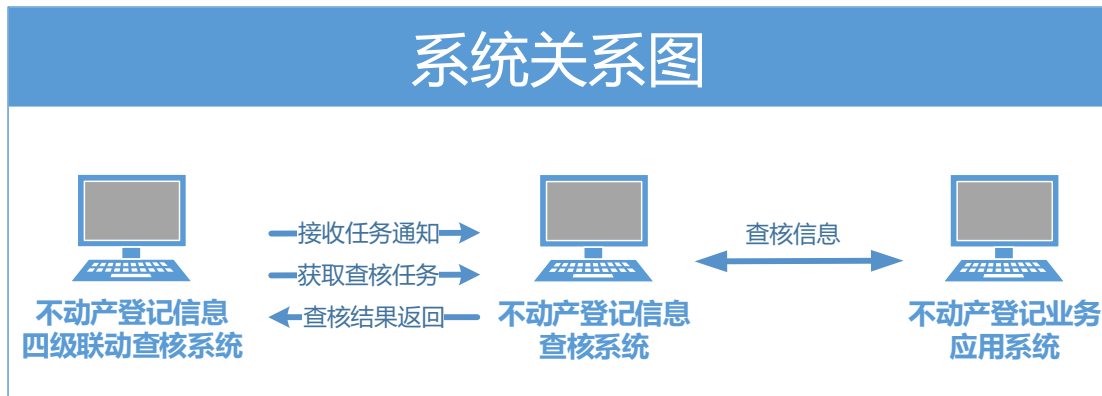 系统关系图
接收任务通知
获取查核任务
查核结果返回
查核信息
不动产登记信息
四级联动查核系统
不动产登记信息
查核系统
不动产登记业务
应用系统